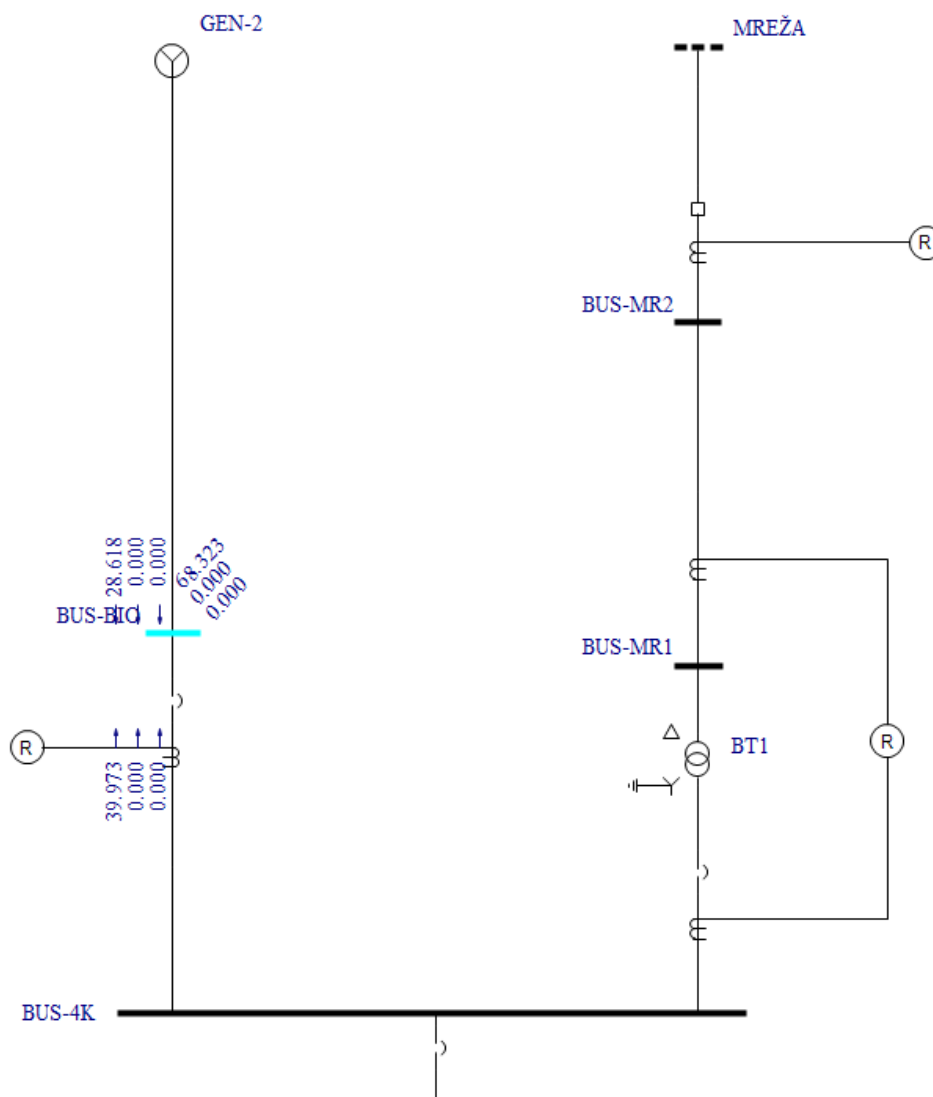 GEN-2
MREŽA
R
BUS-MR2
28.618
0.000
0.000
68.323
0.000
0.000
BUS-BIO
BUS-MR1
R
39.973
0.000
0.000
BT1
R
BUS-4K